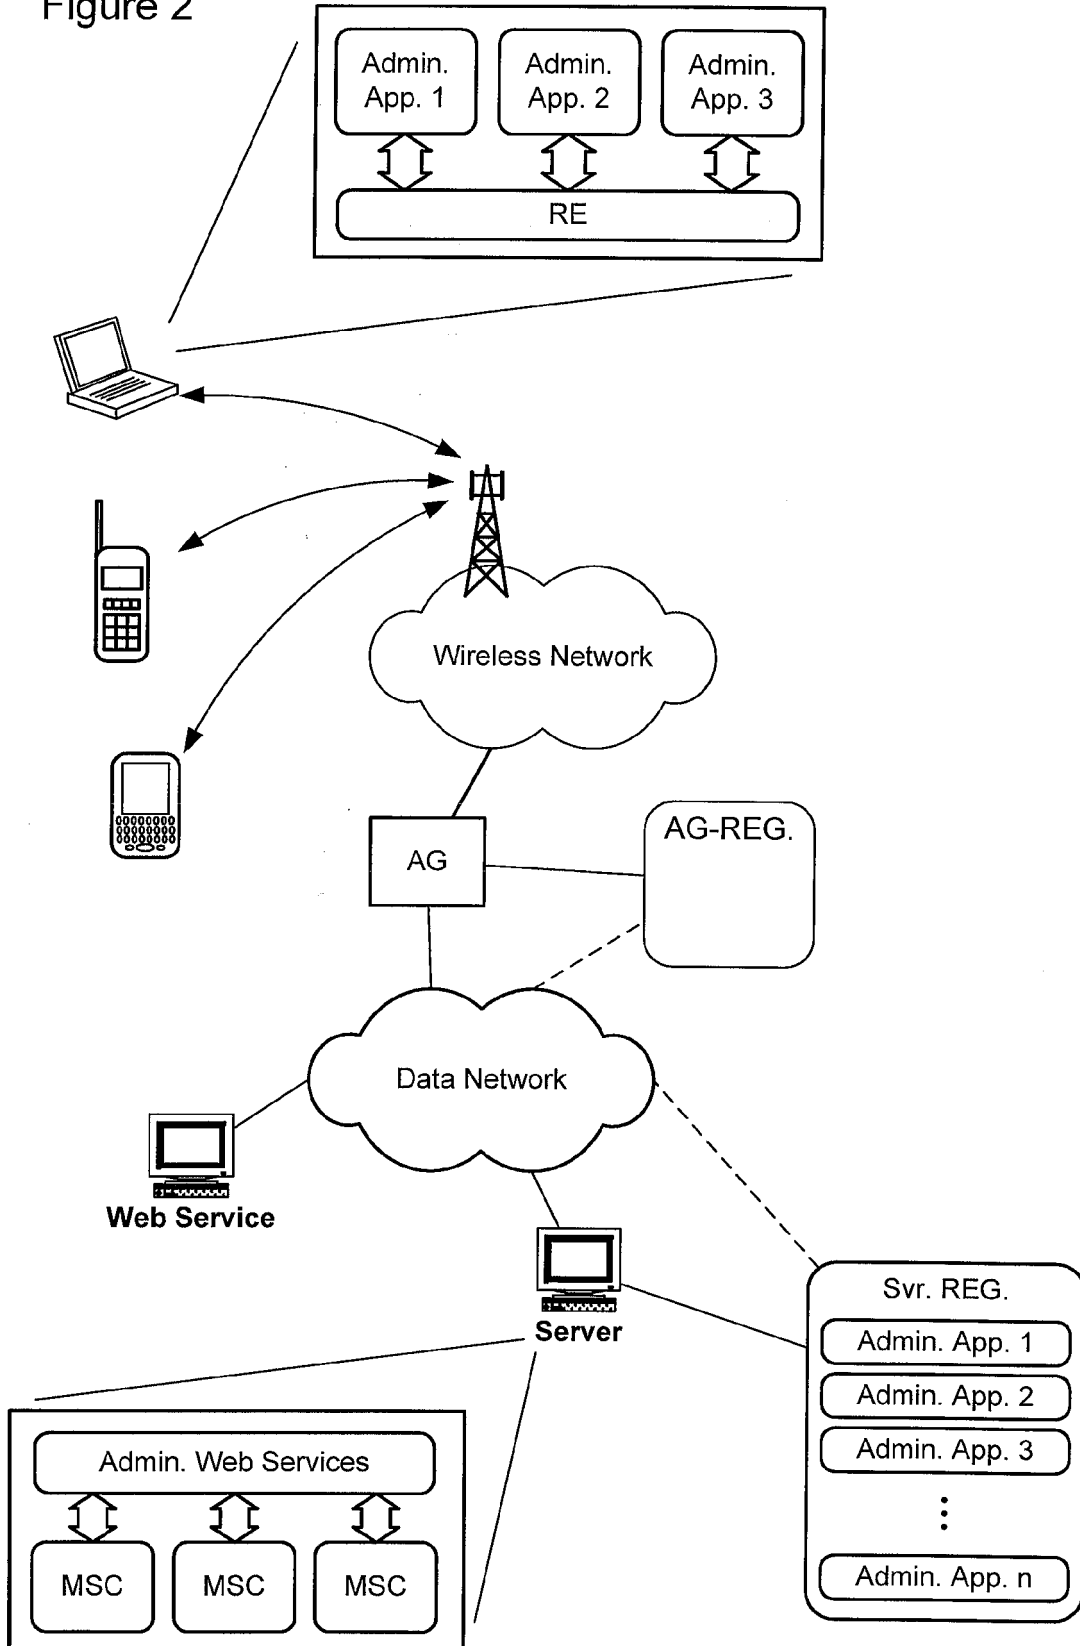 Figure 2
Admin.
App. 1
Admin.
App. 2
Admin.
App. 3
RE
Wireless Network
AG
AG-REG.
Data Network
Web Service
Server
Svr. REG.
Admin. App. 1
Admin. App. 2
Admin. App. 3
Admin. App. n
Admin. Web Services
MSC
MSC
MSC